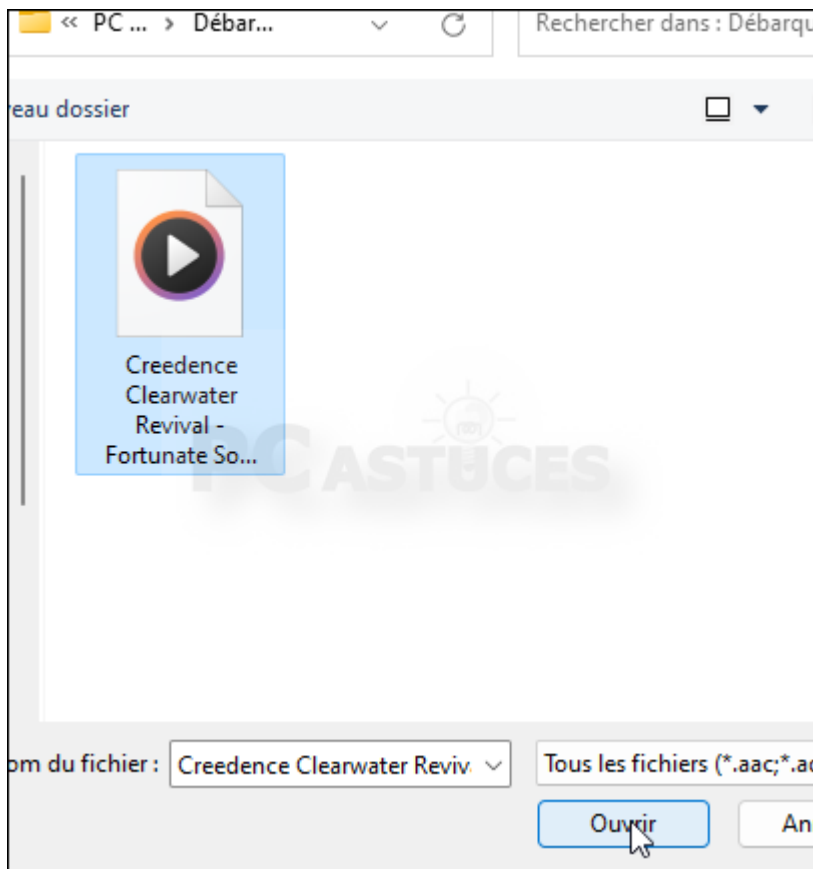 « PC ... > Débar...
Rechercher dans : Débarqu
eau dossier
Creedence
Clearwater
Revival -
Fortunate So...
PC ASTUCES
om du fichier :
Creedence Clearwater Reviv
Tous les fichiers (*.aac;*.ac
Ouvrir
An